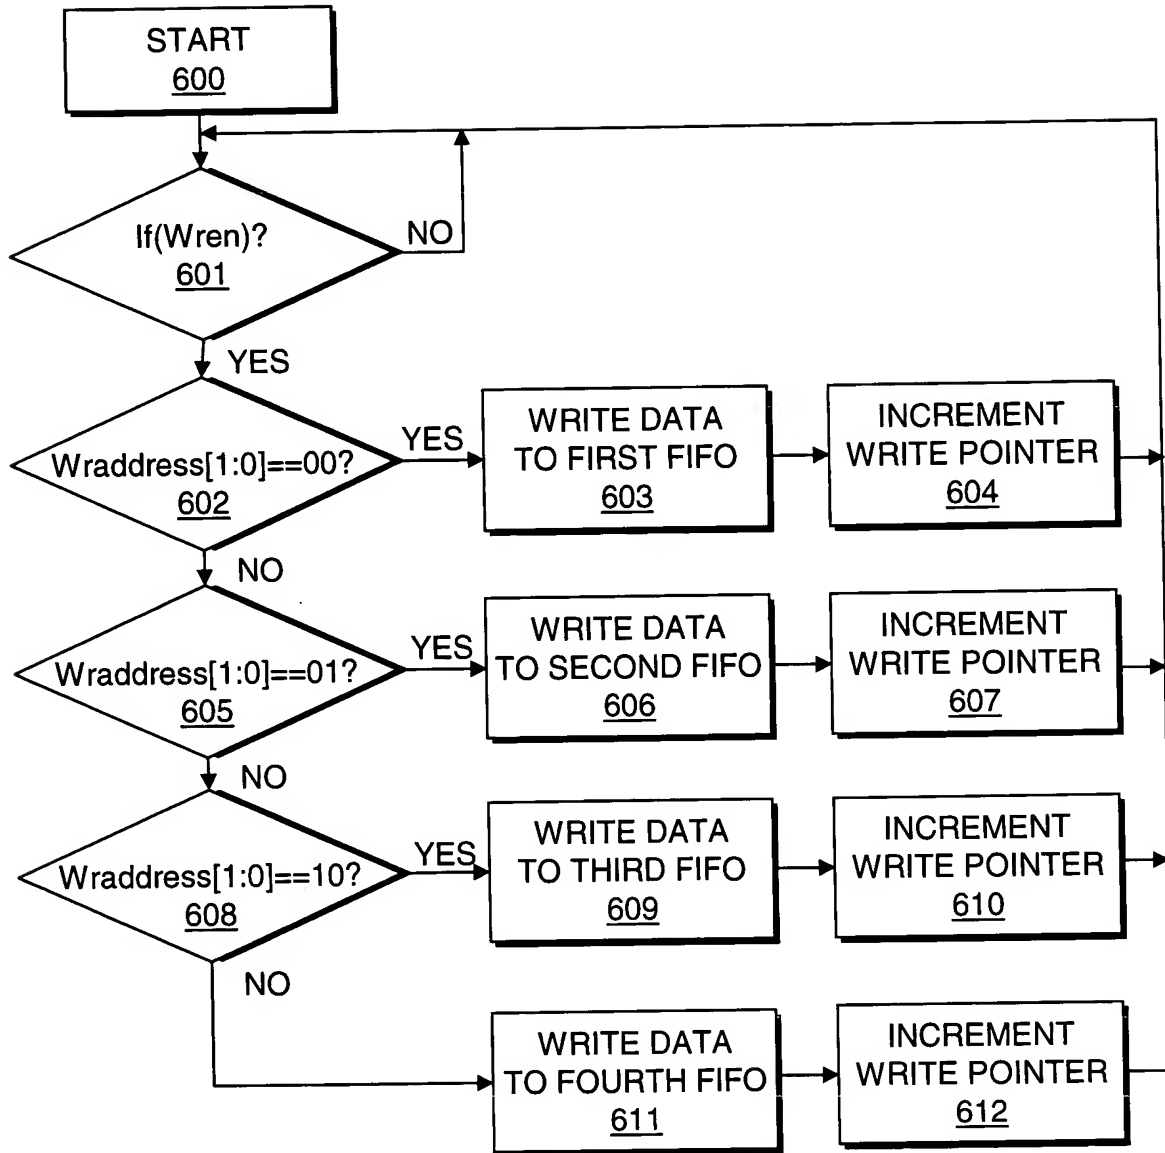 START
600
If(Wren)?
601
NO
YES
Wraddress[1:0]==00?
602
YES
WRITE DATA
TO FIRST FIFO
603
INCREMENT
WRITE POINTER
604
NO
Wraddress[1:0]==01?
605
YES
WRITE DATA
TO SECOND FIFO
606
INCREMENT
WRITE POINTER
607
NO
Wraddress[1:0]==10?
608
YES
WRITE DATA
TO THIRD FIFO
609
INCREMENT
WRITE POINTER
610
NO
WRITE DATA
TO FOURTH FIFO
611
INCREMENT
WRITE POINTER
612